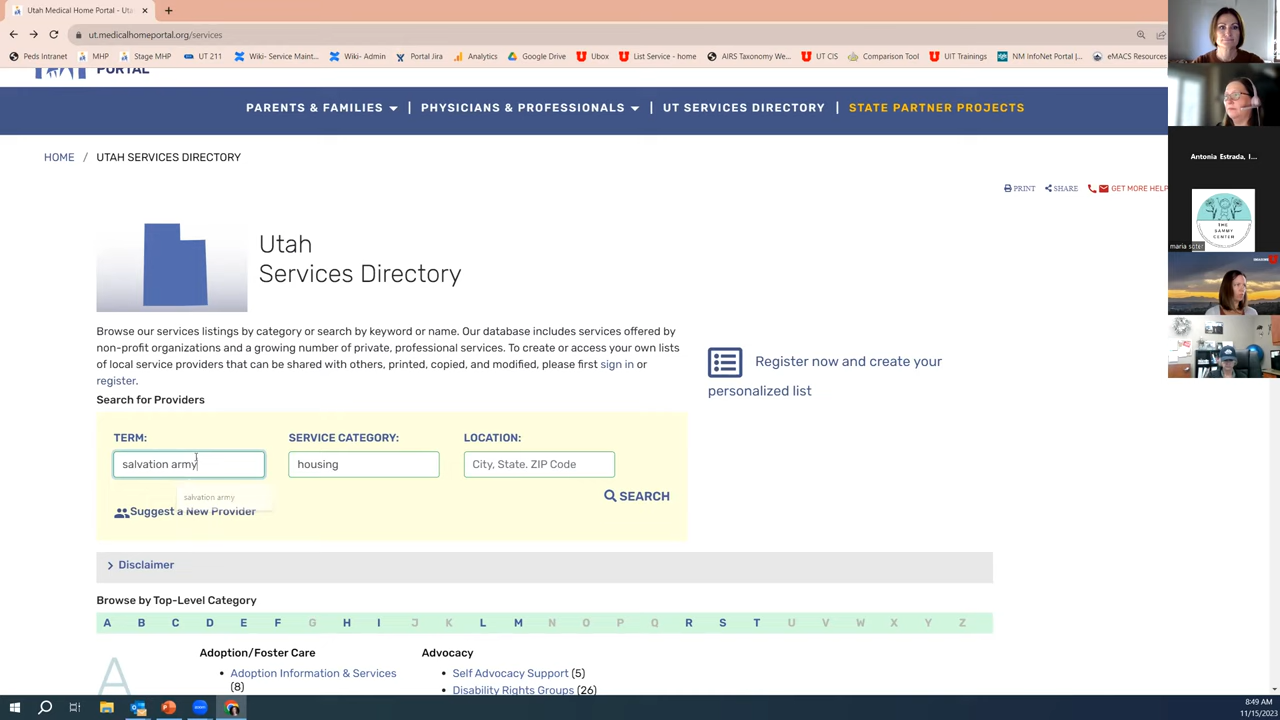 Utah Medical Home Portal - Uta
ut.medicalhomeportal.org/services
Peds Intranet
MHP
Stage MHP
UT 211
Wiki- Service Maint...
Wiki- Admin
Portal Jira
Analytics
Google Drive
Ubox
List Service - home
AIRS Taxonomy We...
UT CIS
Comparison Tool
UIT Trainings
NM InfoNet Portal |...
eMACS Resources
PORTAL
PARENTS & FAMILIES | PHYSICIANS & PROFESSIONALS | UT SERVICES DIRECTORY | STATE PARTNER PROJECTS
HOME / UTAH SERVICES DIRECTORY
PRINT SHARE GET MORE HELP
Utah
Services Directory
Browse our services listings by category or search by keyword or name. Our database includes services offered by
non-profit organizations and a growing number of private, professional services. To create or access your own lists
of local service providers that can be shared with others, printed, copied, and modified, please first sign in or
register.
Register now and create your
personalized list
Search for Providers
TERM: SERVICE CATEGORY: LOCATION:
salvation army housing City, State. ZIP Code
salvation army
SEARCH
Suggest a New Provider
Disclaimer
Browse by Top-Level Category
A B C D E F G H I J K L M N O P Q R S T U V W X Y Z
A
Adoption/Foster Care
Adoption Information & Services
(8)
Advocacy
Self Advocacy Support (5)
Disability Rights Groups (26)
Antonia Estrada, I...
THE
SAMMY
CENTER
maria soter
8:49 AM
11/15/2023